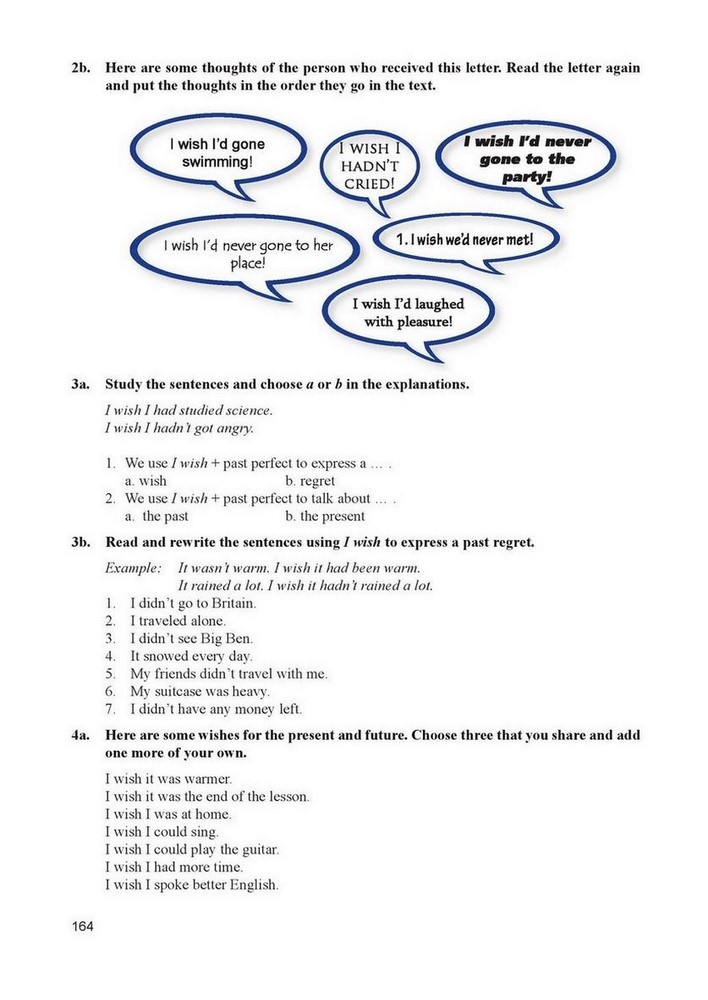 2b. Here are some thoughts of the person who received this letter. Read the letter again
and put the thoughts in the order they go in the text.
I wish I'd gone
swimming!
I WISH I
HADN'T
CRIED!
I wish I'd never
gone to the
party!
I wish I'd never gone to her
place!
1. I wish we'd never met!
I wish I'd laughed
with pleasure!
3a. Study the sentences and choose a or b in the explanations.
I wish I had studied science.
I wish I hadn't got angry.
1. We use I wish + past perfect to express a ... .
a. wish b. regret
2. We use I wish + past perfect to talk about ... .
a. the past b. the present
3b. Read and rewrite the sentences using I wish to express a past regret.
Example: It wasn't warm. I wish it had been warm.
It rained a lot. I wish it hadn't rained a lot.
1. I didn't go to Britain.
2. I traveled alone.
3. I didn't see Big Ben.
4. It snowed every day.
5. My friends didn't travel with me.
6. My suitcase was heavy.
7. I didn't have any money left.
4a. Here are some wishes for the present and future. Choose three that you share and add
one more of your own.
I wish it was warmer.
I wish it was the end of the lesson.
I wish I was at home.
I wish I could sing.
I wish I could play the guitar.
I wish I had more time.
I wish I spoke better English.
164